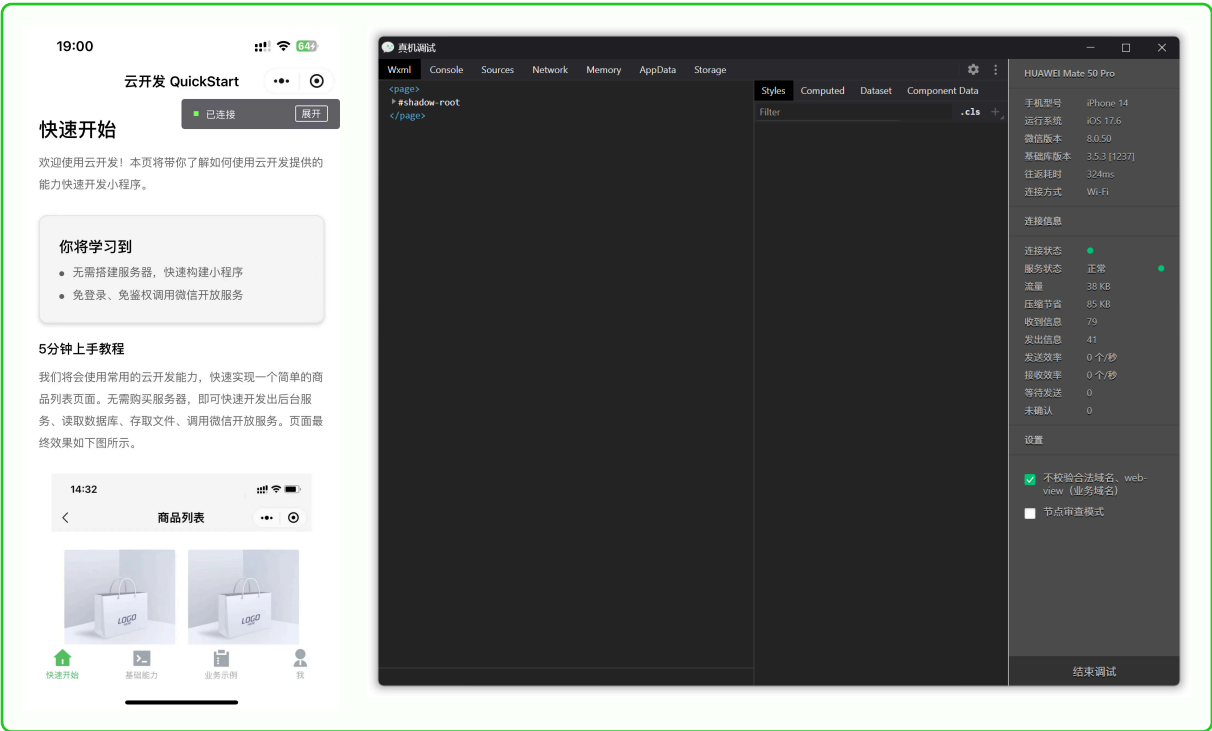 19:00
64
云开发 QuickStart
已连接
展开
快速开始
欢迎使用云开发！本页将带你了解如何使用云开发提供的
能力快速开发小程序。
你将学习到
无需搭建服务器，快速构建小程序
免登录、免鉴权调用微信开放服务
5分钟上手教程
我们将会使用常用的云开发能力，快速实现一个简单的商
品列表页面。无需购买服务器，即可快速开发出后台服
务、读取数据库、存取文件、调用微信开放服务。页面最
终效果如下图所示。
14:32
商品列表
LOGO
LOGO
快速开始
基础能力
业务示例
我
真机调试
Wxml Console Sources Network Memory AppData Storage
<page>
#shadow-root
</page>
Styles Computed Dataset Component Data
Filter
.cls
HUAWEI Mate 50 Pro
手机型号 iPhone 14
运行系统 iOS 17.6
微信版本 8.0.50
基础库版本 3.5.3 [1237]
往返耗时 324ms
连接方式 Wi-Fi
连接信息
连接状态
服务状态 正常
流量 38 KB
压缩节省 85 KB
收到信息 79
发出信息 41
发送效率 0 个/秒
接收效率 0 个/秒
等待发送 0
未确认 0
设置
不校验合法域名、web-
view（业务域名）
节点审查模式
结束调试